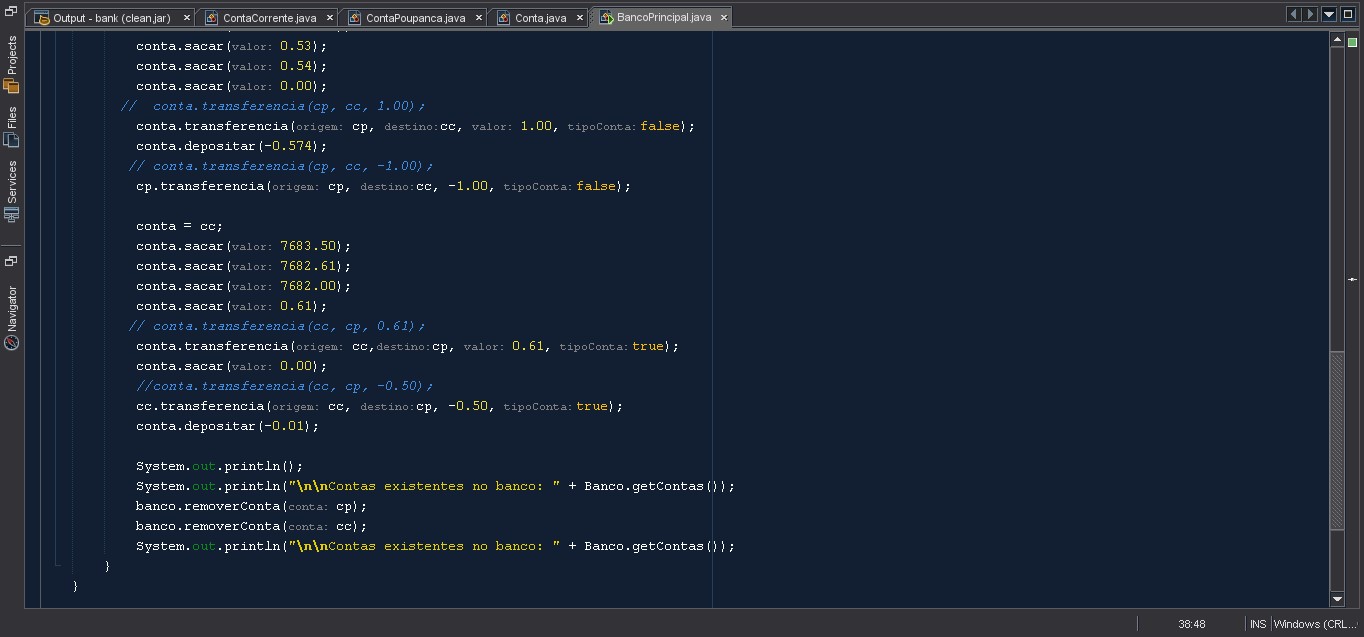 Output - bank (clean.jar) × ContaCorrente.java × ContaPoupanca.java × Conta.java × BancoPrincipal.java ×
Projects
Files
Services
Navigator
conta.sacar(valor: 0.53);
conta.sacar(valor: 0.54);
conta.sacar(valor: 0.00);
//  conta.transferencia(cp, cc, 1.00);
conta.transferencia(origem: cp, destino:cc, valor: 1.00, tipoConta:false);
conta.depositar(-0.574);
// conta.transferencia(cp, cc, -1.00);
cp.transferencia(origem: cp, destino:cc, -1.00, tipoConta:false);
conta = cc;
conta.sacar(valor: 7683.50);
conta.sacar(valor: 7682.61);
conta.sacar(valor: 7682.00);
conta.sacar(valor: 0.61);
// conta.transferencia(cc, cp, 0.61);
conta.transferencia(origem: cc,destino:cp, valor: 0.61, tipoConta:true);
conta.sacar(valor: 0.00);
//conta.transferencia(cc, cp, -0.50);
cc.transferencia(origem: cc, destino:cp, -0.50, tipoConta:true);
conta.depositar(-0.01);
System.out.println();
System.out.println("\n\nContas existentes no banco: " + Banco.getContas());
banco.removerConta(conta: cp);
banco.removerConta(conta: cc);
System.out.println("\n\nContas existentes no banco: " + Banco.getContas());
}
}
38:48 INS Windows (CRL...